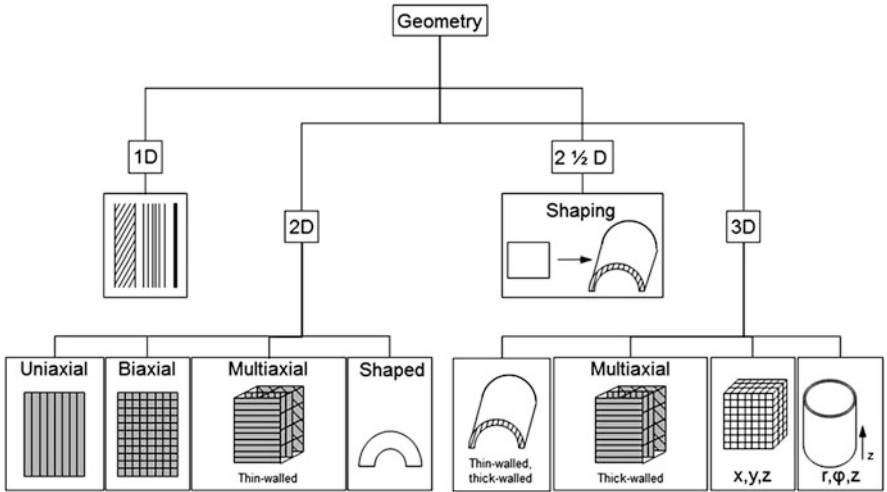 Geometry
1D
2 ½ D
2D
3D
Shaping
Uniaxial
Biaxial
Multiaxial
Thin-walled
Shaped
Thin-walled,
thick-walled
Multiaxial
Thick-walled
x,y,z
z
r,φ,z